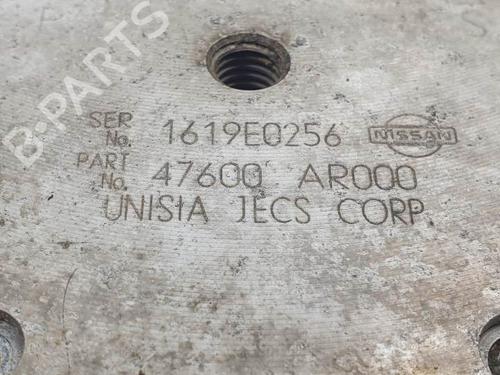 B-PARTS
SER No. 1619E0256 NISSAN
PART No. 47600 AR000
UNISIA JECS CORP